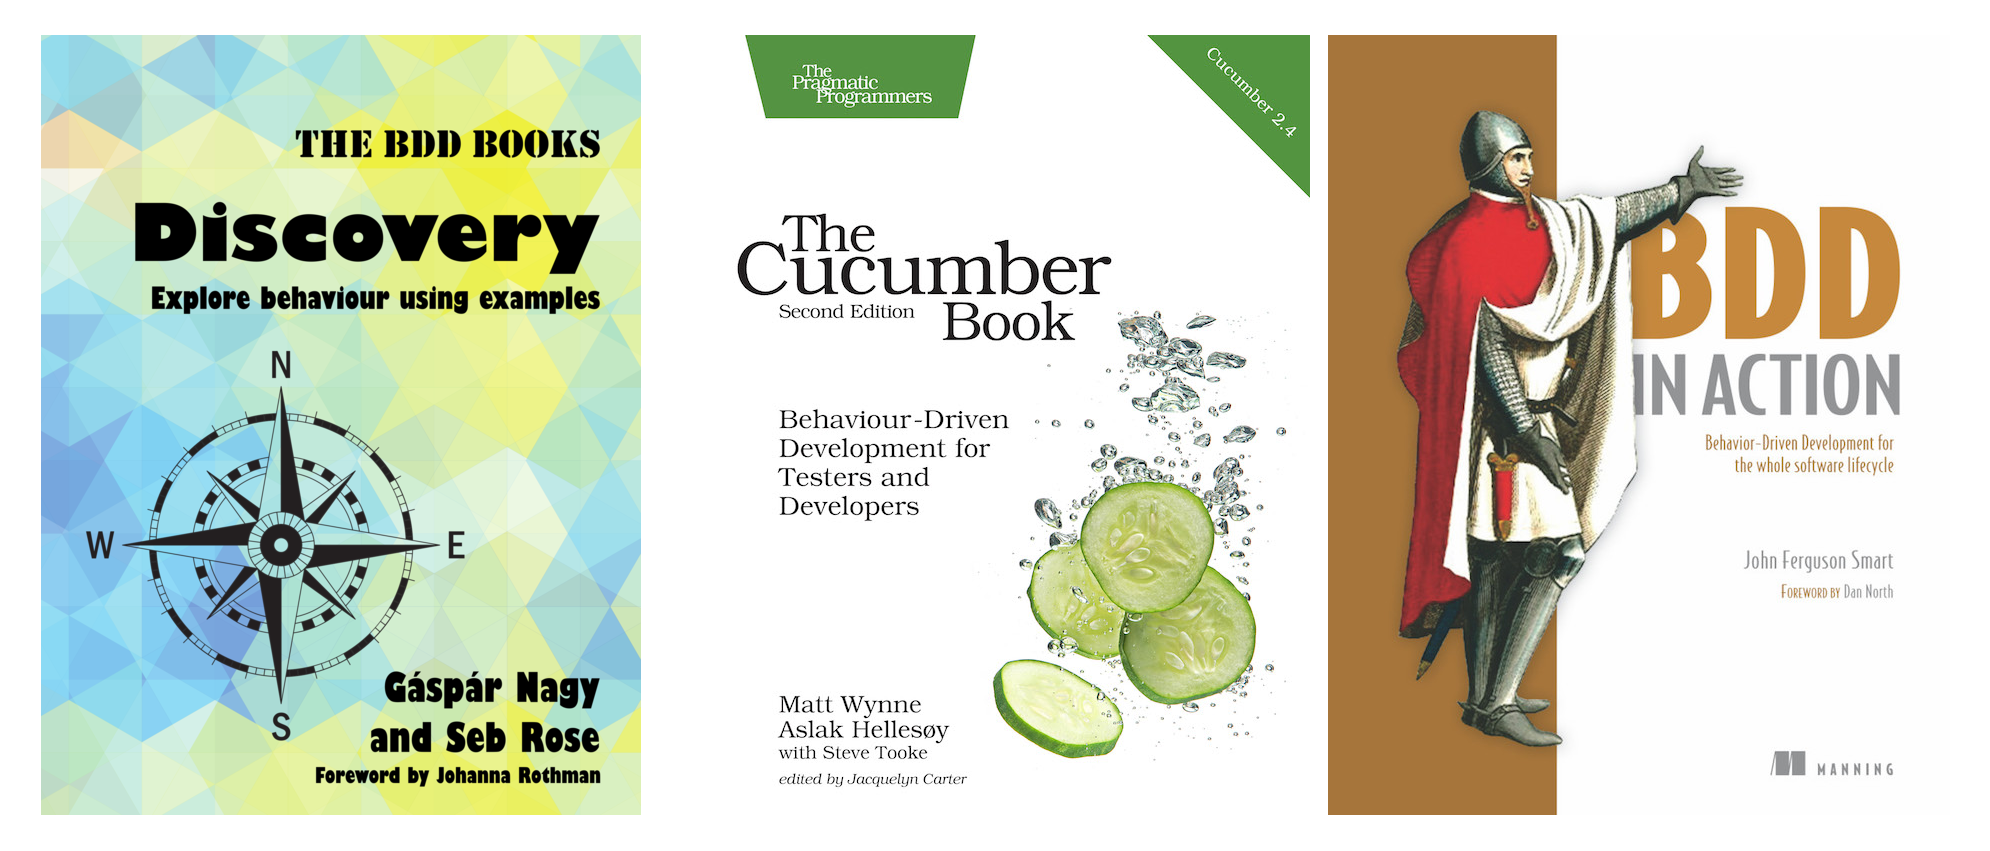 THE BDD BOOKS
Discovery
Explore behaviour using examples
N
W
E
S
Gáspár Nagy
and Seb Rose
Foreword by Johanna Rothman
The
Pragmatic
Programmers
Cucumber 2.4
The
Cucumber
Second Edition
Book
Behaviour-Driven
Development for
Testers and
Developers
Matt Wynne
Aslak Hellesøy
with Steve Tooke
edited by Jacquelyn Carter
BDD
IN ACTION
Behavior-Driven Development for
the whole software lifecycle
John Ferguson Smart
FOREWORD BY Dan North
MANNING